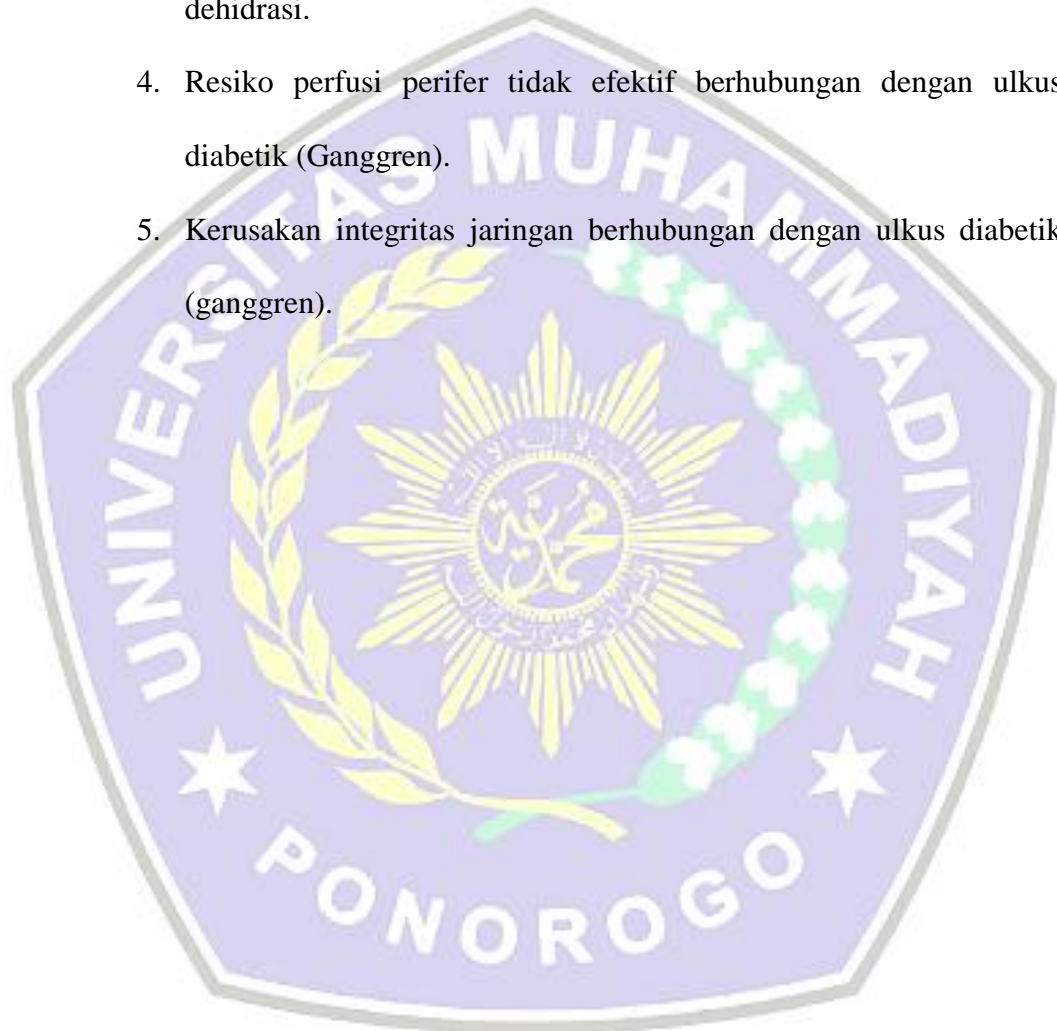 dehidrasi.
4. Resiko perfusi perifer tidak efektif berhubungan dengan ulkus
diabetik (Ganggren).
5. Kerusakan integritas jaringan berhubungan dengan ulkus diabetik
(ganggren).
UNIVERSITAS MUHAMMADIYAH
PONOROGO